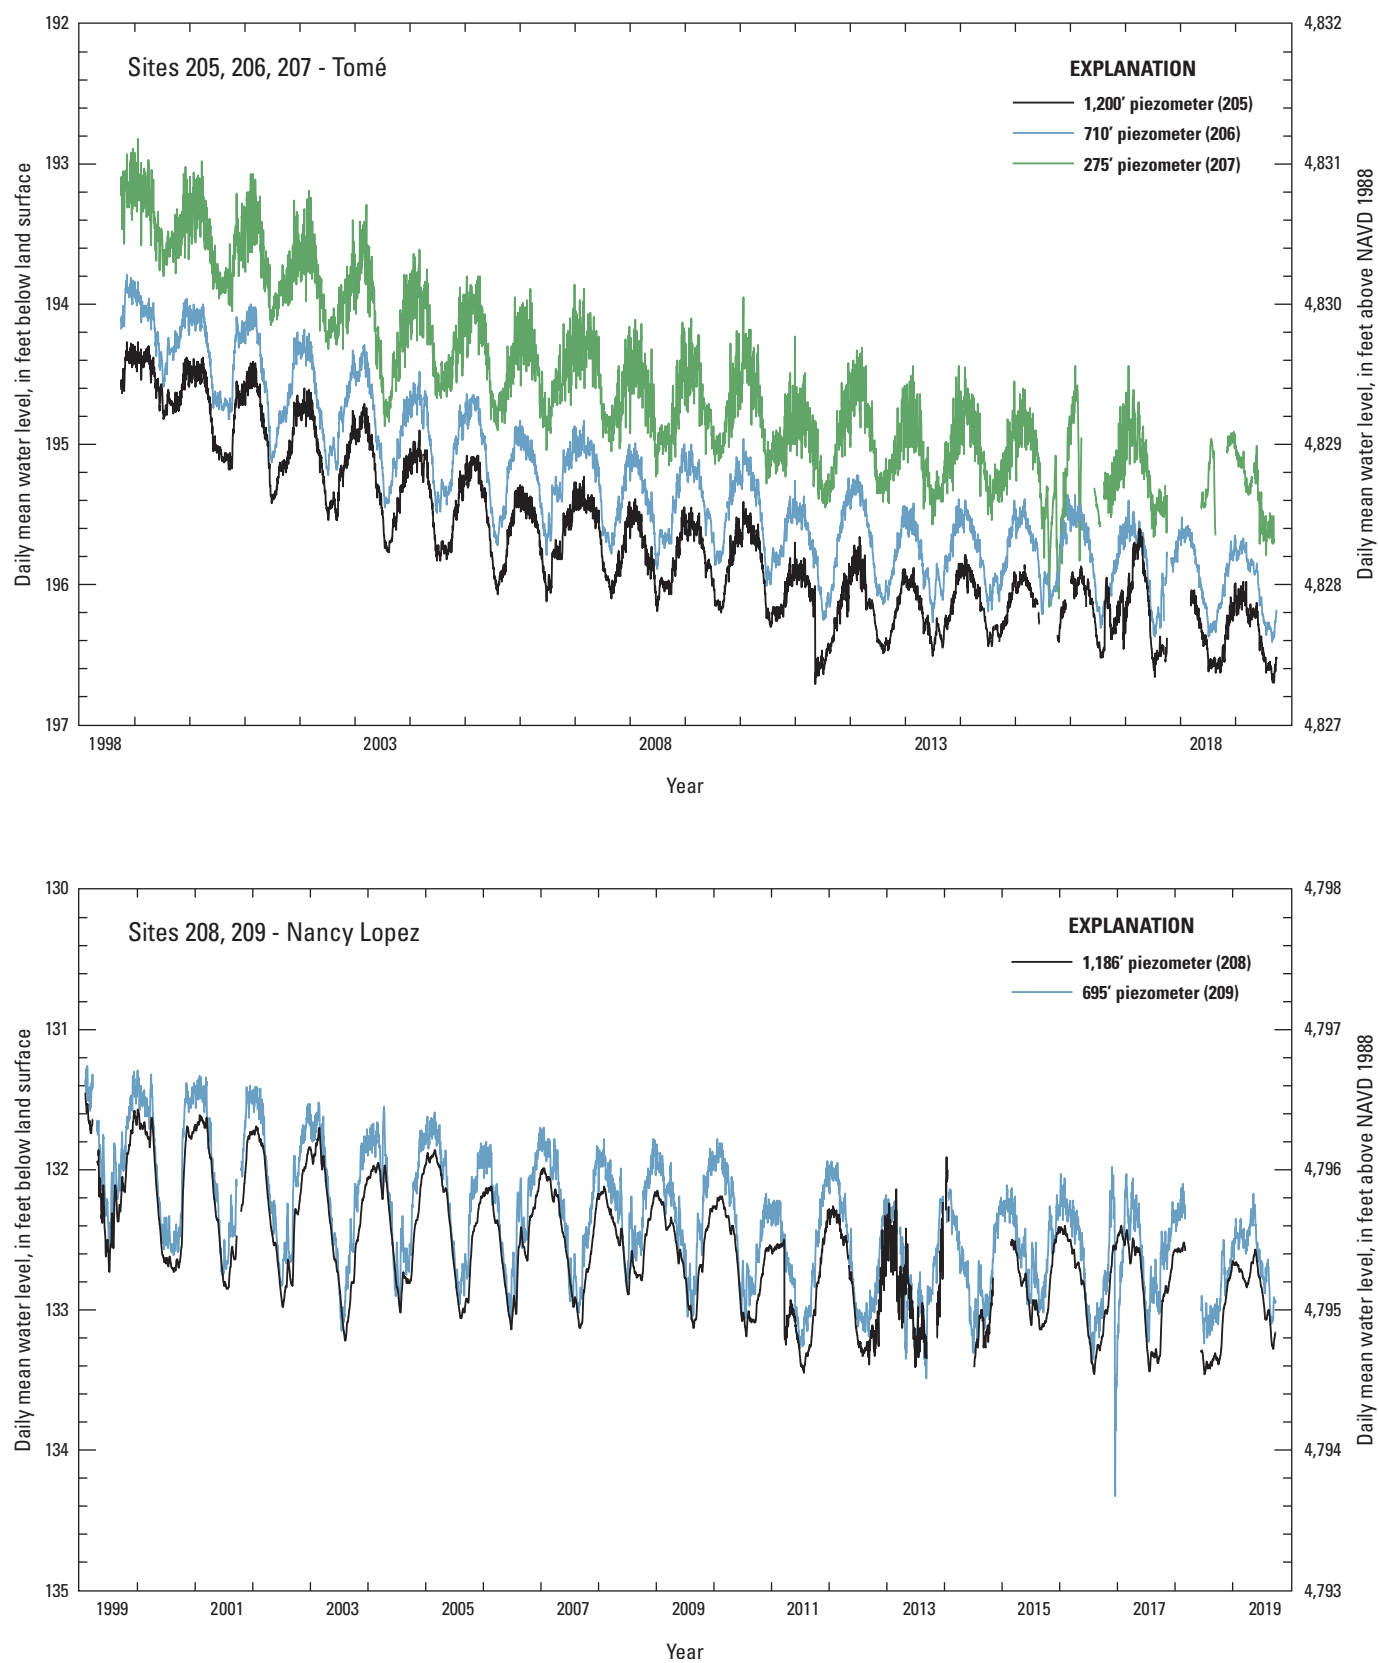 192
193
194
195
196
197
Daily mean water level, in feet below land surface
Sites 205, 206, 207 - Tomé
EXPLANATION
1,200’ piezometer (205)
710’ piezometer (206)
275’ piezometer (207)
4,832
4,831
4,830
4,829
4,828
4,827
Daily mean water level, in feet above NAVD 1988
1998 2003 2008 2013 2018
Year
130
131
132
133
134
135
Daily mean water level, in feet below land surface
Sites 208, 209 - Nancy Lopez
EXPLANATION
1,186’ piezometer (208)
695’ piezometer (209)
4,798
4,797
4,796
4,795
4,794
4,793
Daily mean water level, in feet above NAVD 1988
1999 2001 2003 2005 2007 2009 2011 2013 2015 2017 2019
Year